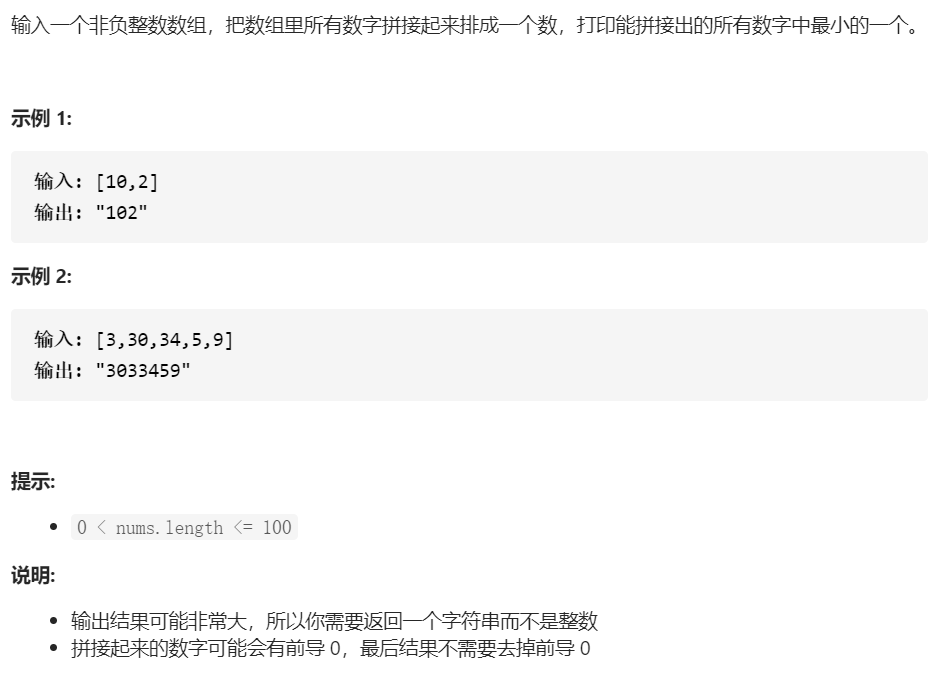 输入一个非负整数数组，把数组里所有数字拼接起来排成一个数，打印能拼接出的所有数字中最小的一个。
示例 1:
输入: [10,2]
输出: "102"
示例 2:
输入: [3,30,34,5,9]
输出: "3033459"
提示:
0 < nums.length <= 100
说明:
输出结果可能非常大，所以你需要返回一个字符串而不是整数
拼接起来的数字可能会有前导 0，最后结果不需要去掉前导 0